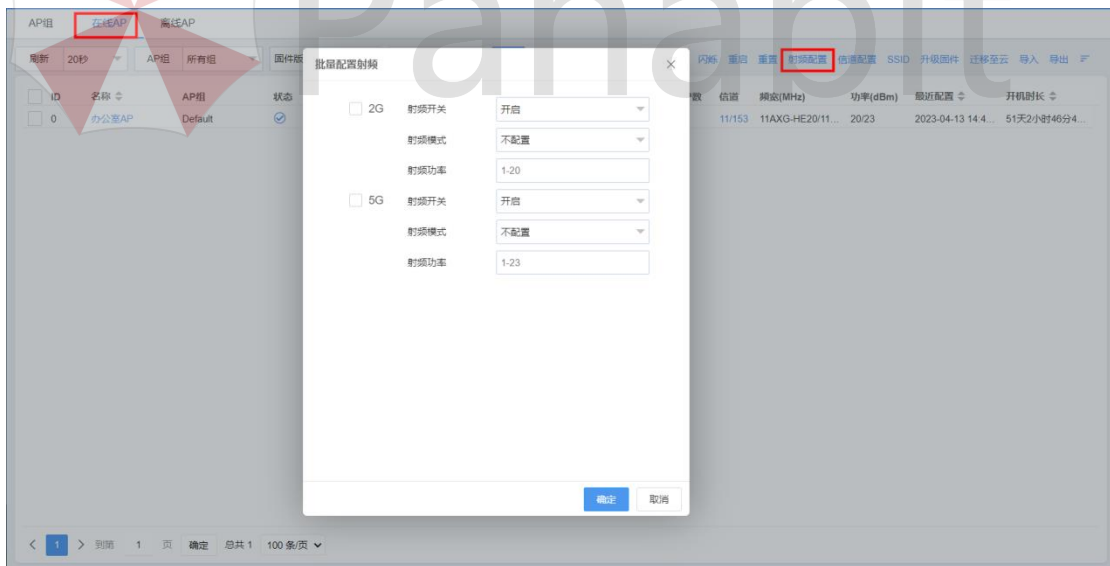 Panabit
AP组 在线AP 离线AP
刷新 20秒 AP组 所有组 固件版 闪烁 重启 重置 射频配置 信道配置 SSID 升级固件 迁移至云 导入 导出
ID 名称 AP组 状态 数 信道 频宽(MHz) 功率(dBm) 最近配置 开机时长
0 办公室AP Default 11/153 11AXG-HE20/11... 20/23 2023-04-13 14:4... 51天2小时46分4...
批量配置射频
2G 射频开关 开启
射频模式 不配置
射频功率 1-20
5G 射频开关 开启
射频模式 不配置
射频功率 1-23
确定 取消
1 到第 1 页 确定 总共 1 100 条/页